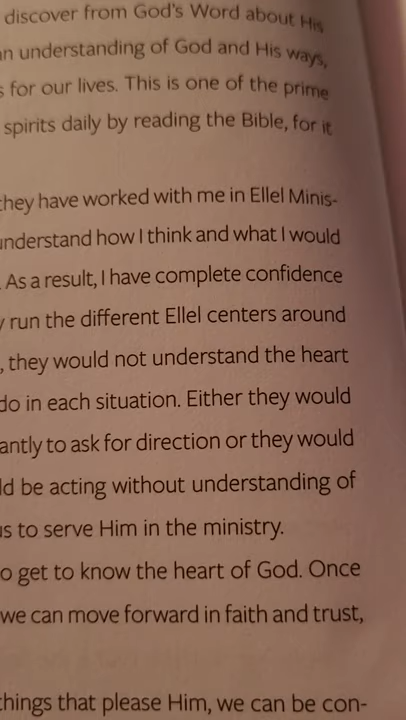 discover from God's Word about His
understanding of God and His ways,
for our lives. This is one of the prime
spirits daily by reading the Bible, for it
they have worked with me in Ellel Minis-
understand how I think and what I would
. As a result, I have complete confidence
run the different Ellel centers around
, they would not understand the heart
do in each situation. Either they would
antly to ask for direction or they would
ld be acting without understanding of
us to serve Him in the ministry.
o get to know the heart of God. Once
we can move forward in faith and trust,
things that please Him, we can be con-